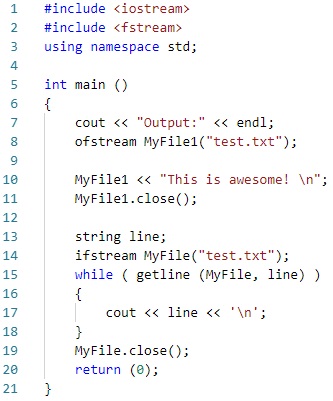 1 #include <iostream>
2 #include <fstream>
3 using namespace std;
4
5 int main ()
6 {
7     cout << "Output:" << endl;
8     ofstream MyFile1("test.txt");
9
10     MyFile1 << "This is awesome! \n";
11     MyFile1.close();
12
13     string line;
14     ifstream MyFile("test.txt");
15     while ( getline (MyFile, line) )
16     {
17         cout << line << '\n';
18     }
19     MyFile.close();
20     return (0);
21 }